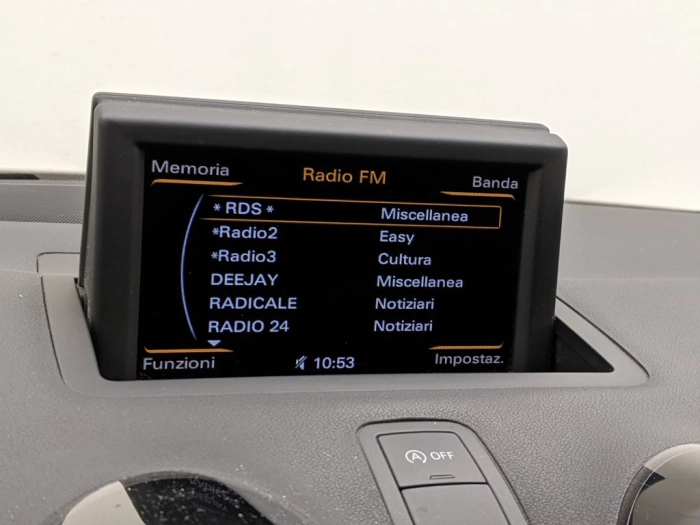 Memoria
Radio FM
Banda
* RDS * Miscellanea
*Radio2 Easy
*Radio3 Cultura
DEEJAY Miscellanea
RADICALE Notiziari
RADIO 24 Notiziari
Funzioni
10:53
Impostaz.
A OFF